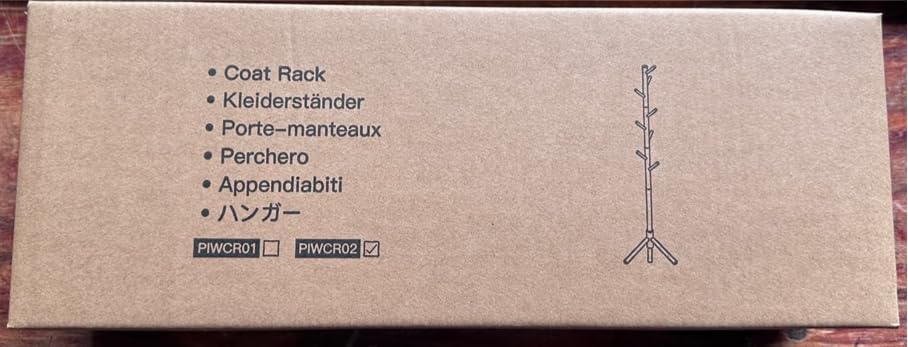 • Coat Rack
• Kleiderständer
• Porte-manteaux
• Perchero
• Appendiabiti
• ハンガー
PIWCR01 ☐ PIWCR02 ☑